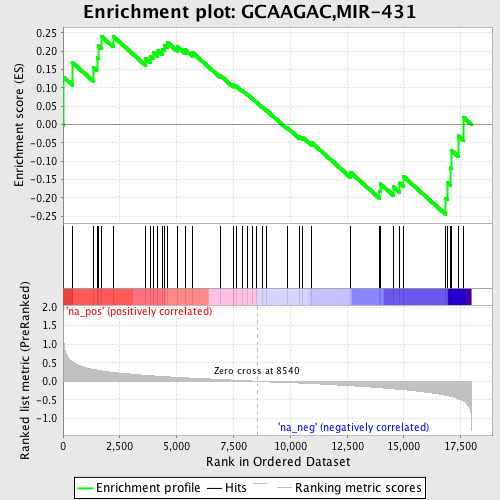 Enrichment plot: GCAAGAC,MIR-431
Enrichment score (ES)
0.25
0.20
0.15
0.10
0.05
0.00
-0.05
-0.10
-0.15
-0.20
-0.25
'na_pos' (positively correlated)
Ranked list metric (PreRanked)
2.0
1.5
1.0
0.5
0.0
-0.5
-1.0
Zero cross at 8540
'na_neg' (negatively correlated)
0 2,500 5,000 7,500 10,000 12,500 15,000 17,500
Rank in Ordered Dataset
Enrichment profile Hits Ranking metric scores